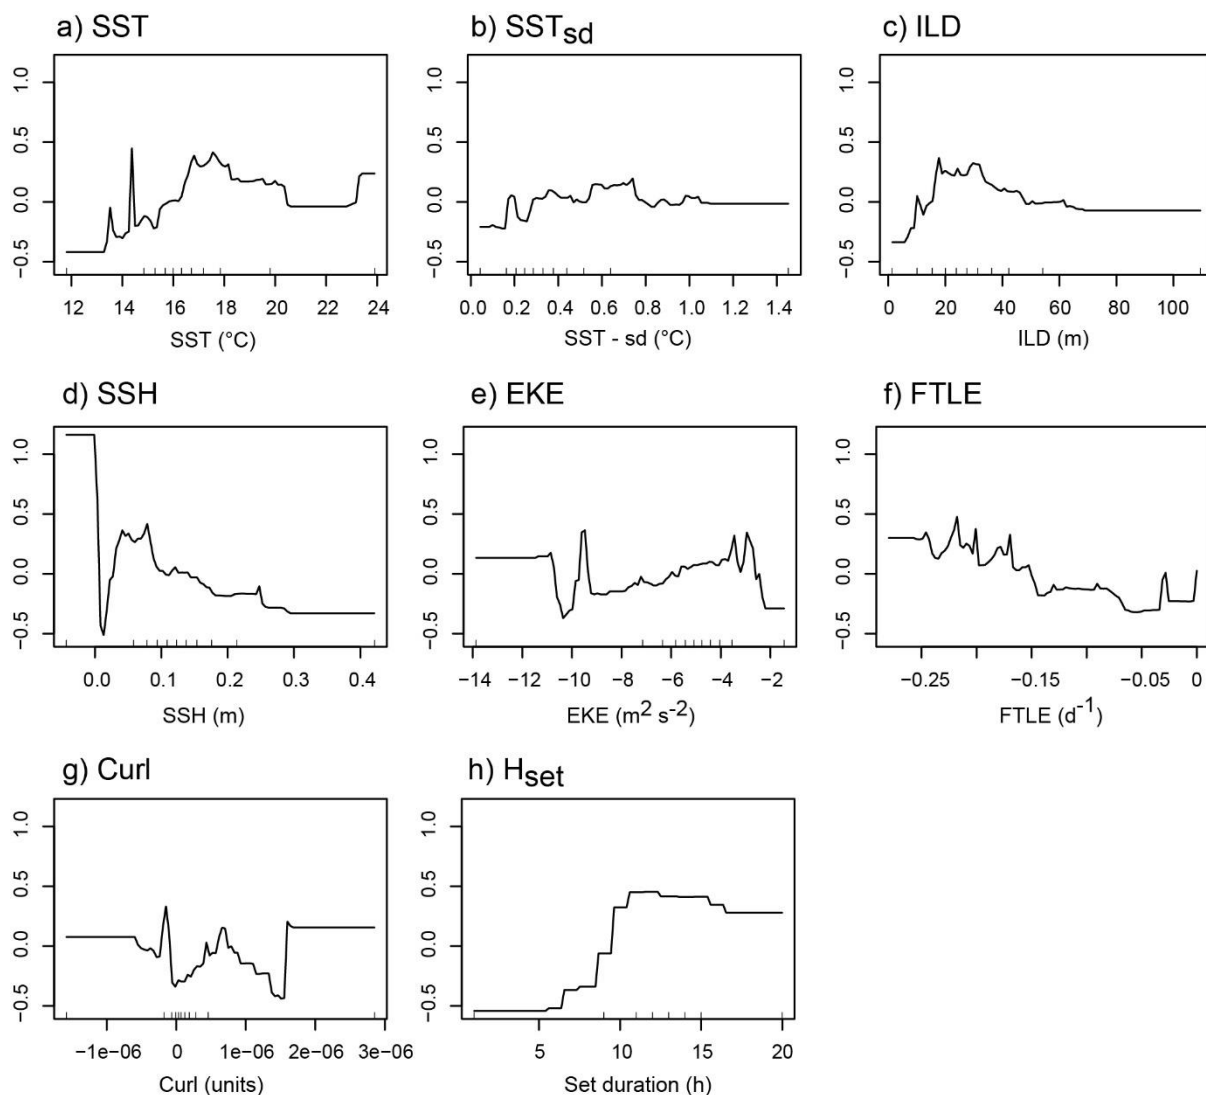 a) SST
1.0
0.5
0.0
−0.5
12 14 16 18 20 22 24
SST (°C)
b) SSTsd
1.0
0.5
0.0
−0.5
0.0 0.2 0.4 0.6 0.8 1.0 1.2 1.4
SST - sd (°C)
c) ILD
1.0
0.5
0.0
−0.5
0 20 40 60 80 100
ILD (m)
d) SSH
1.0
0.5
0.0
−0.5
0.0 0.1 0.2 0.3 0.4
SSH (m)
e) EKE
1.0
0.5
0.0
−0.5
−14 −12 −10 −8 −6 −4 −2
EKE (m² s⁻²)
f) FTLE
1.0
0.5
0.0
−0.5
−0.25 −0.15 −0.05 0
FTLE (d⁻¹)
g) Curl
1.0
0.5
0.0
−0.5
−1e−06 0 1e−06 2e−06 3e−06
Curl (units)
h) Hset
1.0
0.5
0.0
−0.5
5 10 15 20
Set duration (h)